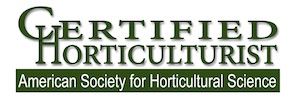 CERTIFIED
HORTICULTURIST
American Society for Horticultural Science